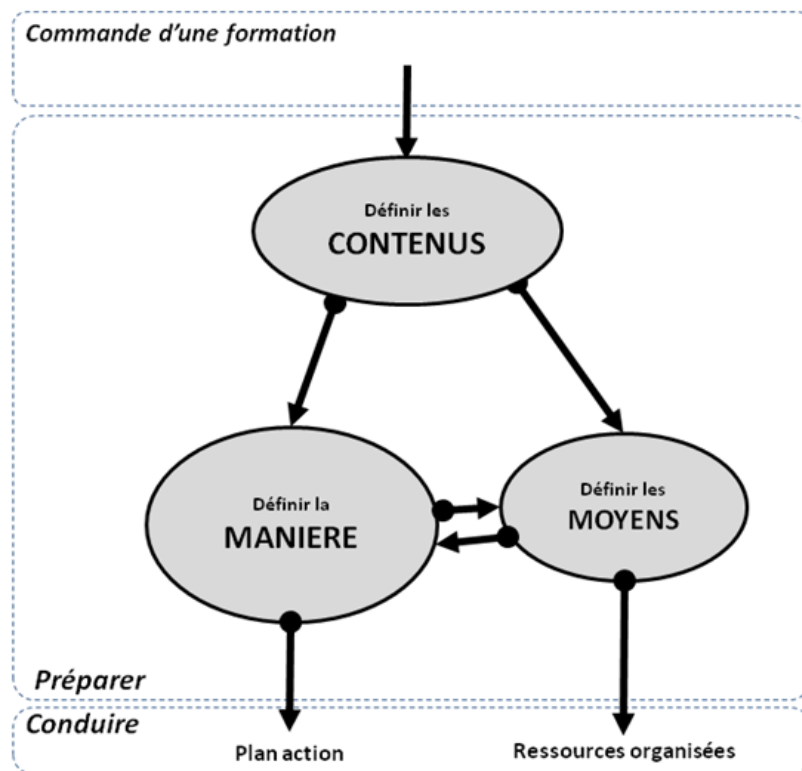 Commande d'une formation
Définir les
CONTENUS
Définir la
MANIERE
Définir les
MOYENS
Préparer
Conduire
Plan action
Ressources organisées